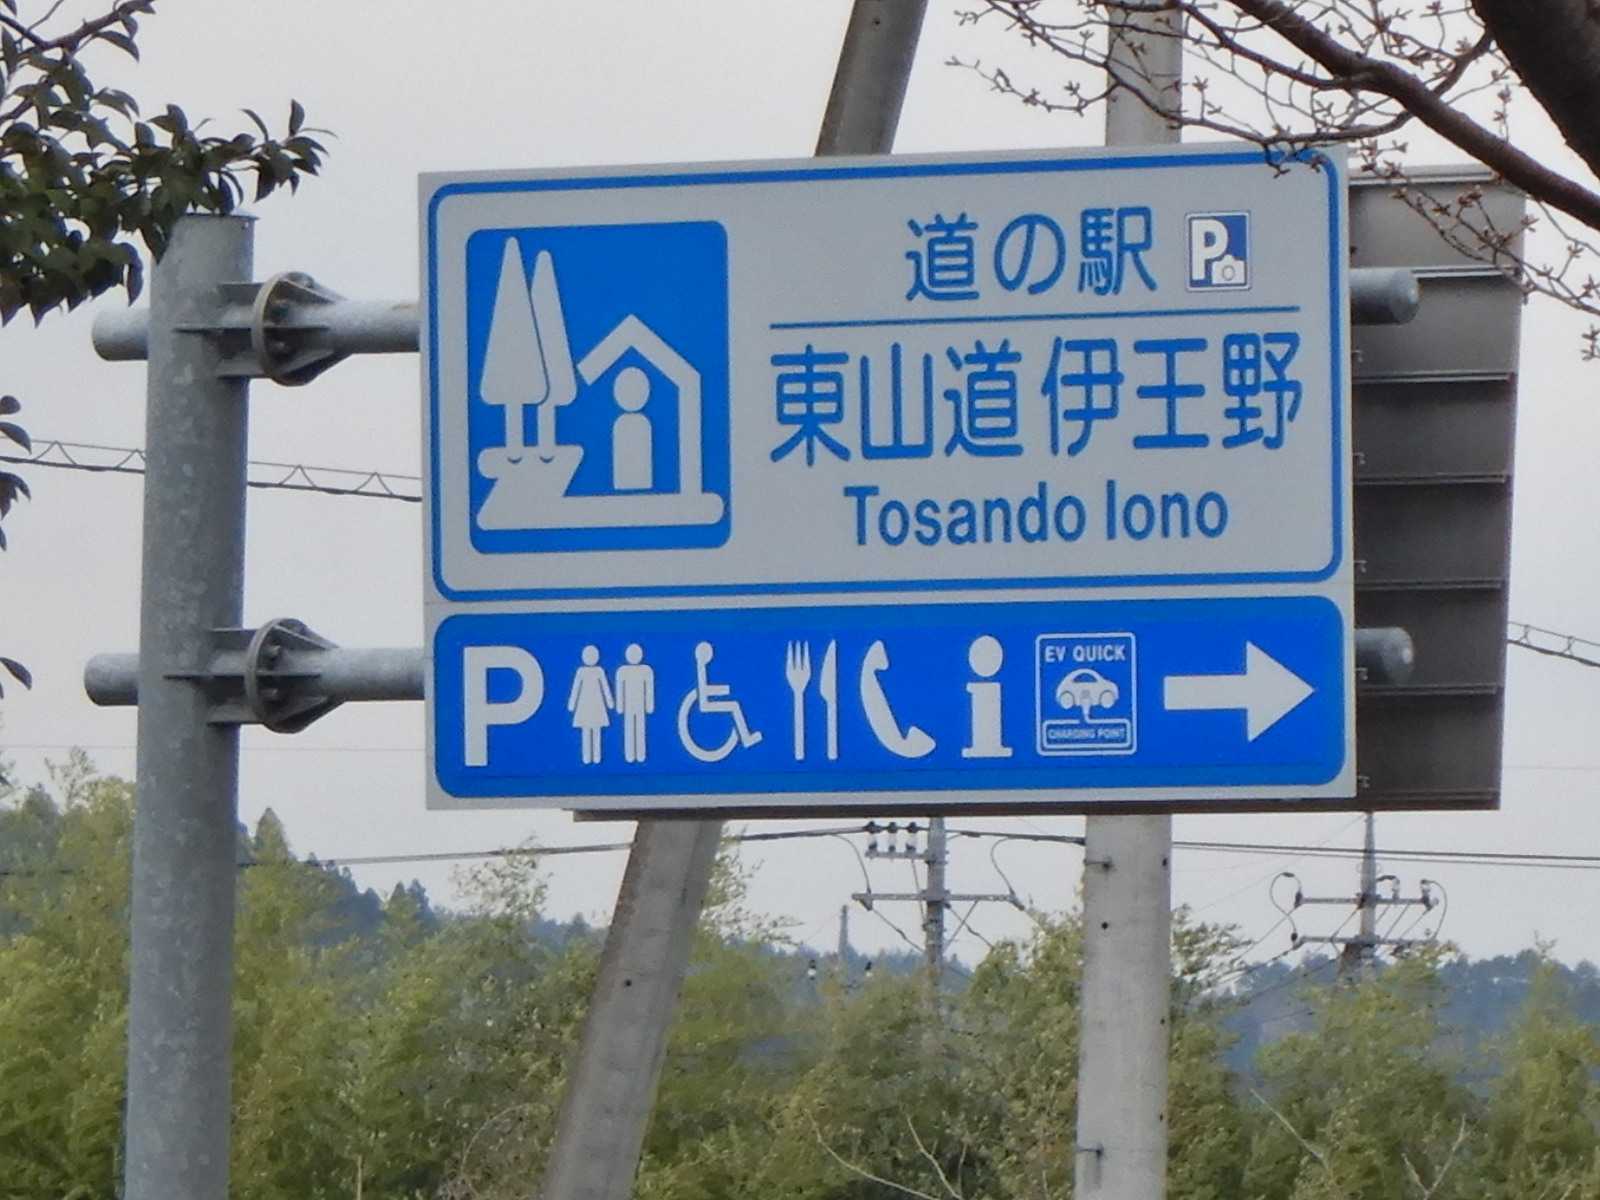 道の駅 P
東山道 伊王野
Tosando Iono
P i EV QUICK
CHARGING POINT